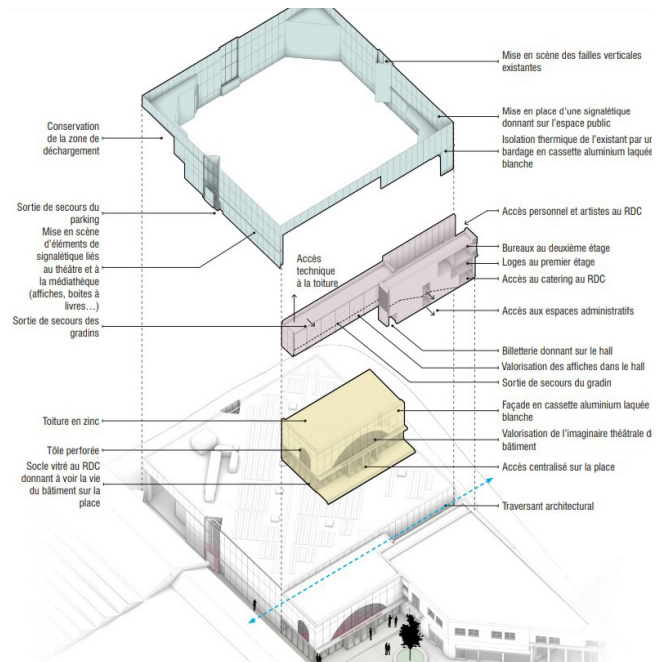 Mise en scène des failles verticales
existantes
Mise en place d'une signalétique
donnant sur l'espace public
Isolation thermique de l'existant par un
bardage en cassette aluminium laquée
blanche
Conservation
de la zone de
déchargement
Sortie de secours du
parking
Mise en scène
d'éléments de
signalétique liés
au théâtre et à
la médiathèque
(affiches, boites à
livres...)
Sortie de secours des
gradins
Accès
technique
à la toiture
Accès personnel et artistes au RDC
Bureaux au deuxième étage
Loges au premier étage
Accès au catering au RDC
Accès aux espaces administratifs
Billetterie donnant sur le hall
Valorisation des affiches dans le hall
Sortie de secours du gradin
Toiture en zinc
Tôle perforée
Socle vitré au RDC
donnant à voir la vie
du bâtiment sur la
place
Façade en cassette aluminium laquée
blanche
Valorisation de l'imaginaire théâtrale du
bâtiment
Accès centralisé sur la place
Traversant architectural